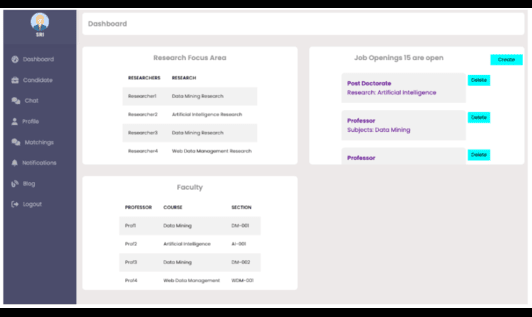 SRI
Dashboard
Candidate
Chat
Profile
Matchings
Notifications
Blog
Logout
Dashboard
Research Focus Area
RESEARCHERS RESEARCH
Researcher1 Data Mining Research
Researcher2 Artificial Intelligence Research
Researcher3 Data Mining Research
Researcher4 Web Data Management Research
Job Openings 15 are open
Create
Post Doctorate
Research: Artificial Intelligence
Delete
Professor
Subjects: Data Mining
Delete
Professor
Delete
Faculty
PROFESSOR COURSE SECTION
Prof1 Data Mining DM-001
Prof2 Artificial Intelligence AI-001
Prof3 Data Mining DM-002
Prof4 Web Data Management WDM-001